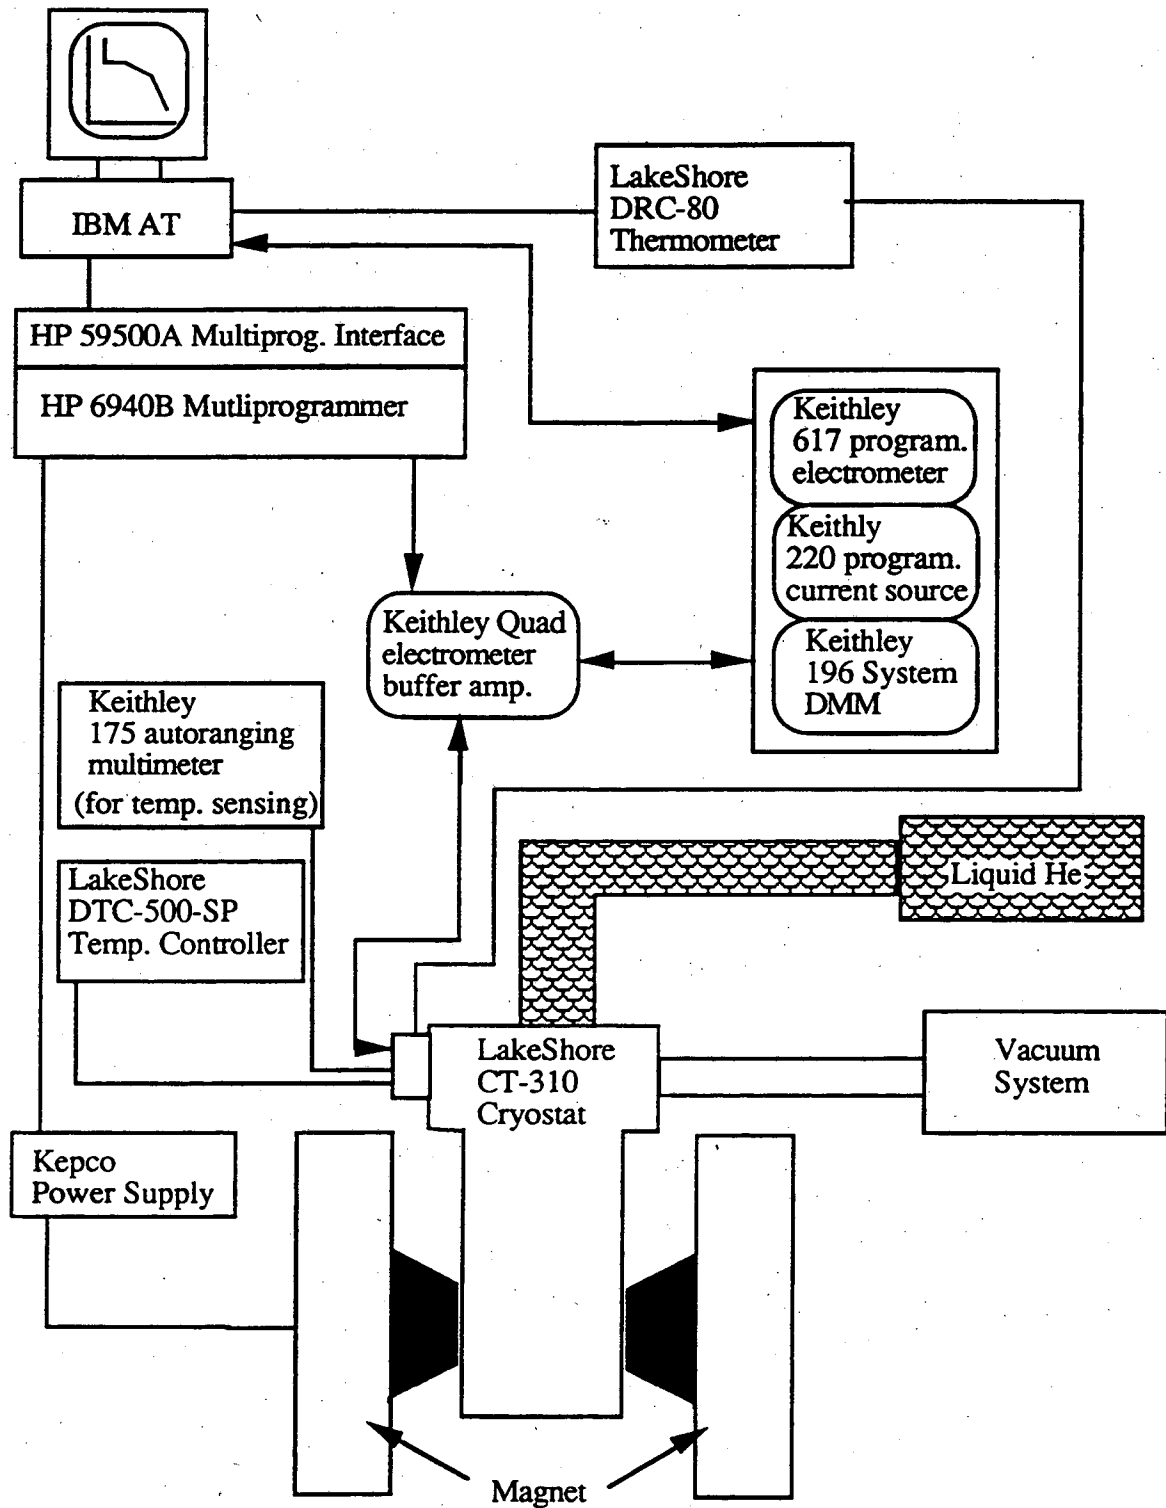 IBM AT
LakeShore
DRC-80
Thermometer
HP 59500A Multiprog. Interface
HP 6940B Mutliprogrammer
Keithley
617 program.
electrometer
Keithly
220 program.
current source
Keithley
196 System
DMM
Keithley Quad
electrometer
buffer amp.
Keithley
175 autoranging
multimeter
(for temp. sensing)
LakeShore
DTC-500-SP
Temp. Controller
Liquid He
LakeShore
CT-310
Cryostat
Vacuum
System
Kepco
Power Supply
Magnet